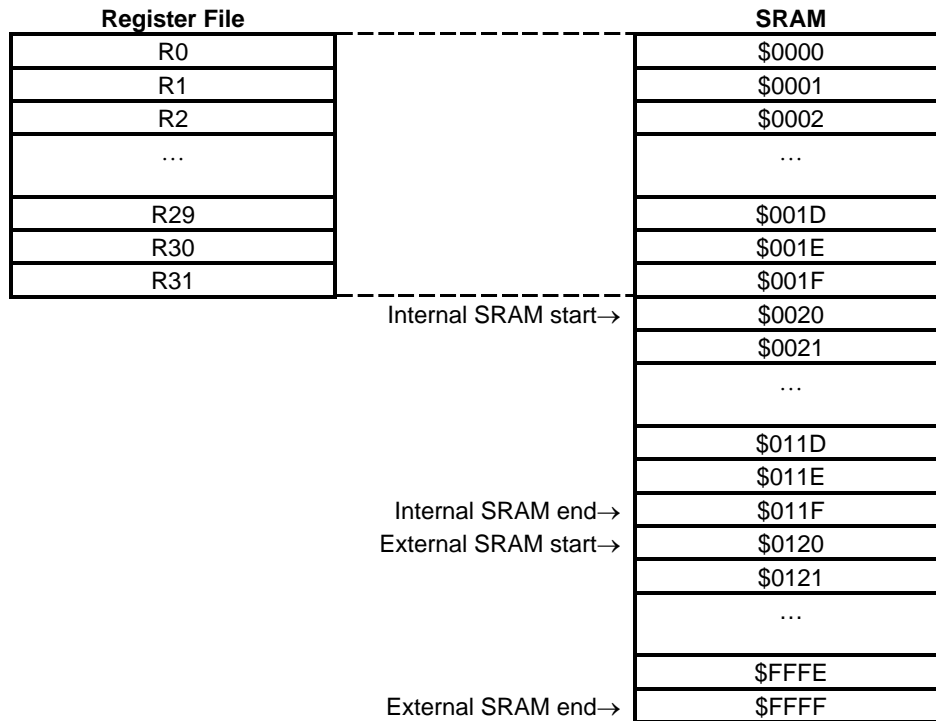 Register File SRAM
R0 $0000
R1 $0001
R2 $0002
… …
R29 $001D
R30 $001E
R31 $001F
Internal SRAM start→ $0020
$0021
…
$011D
$011E
Internal SRAM end→ $011F
External SRAM start→ $0120
$0121
…
$FFFE
External SRAM end→ $FFFF